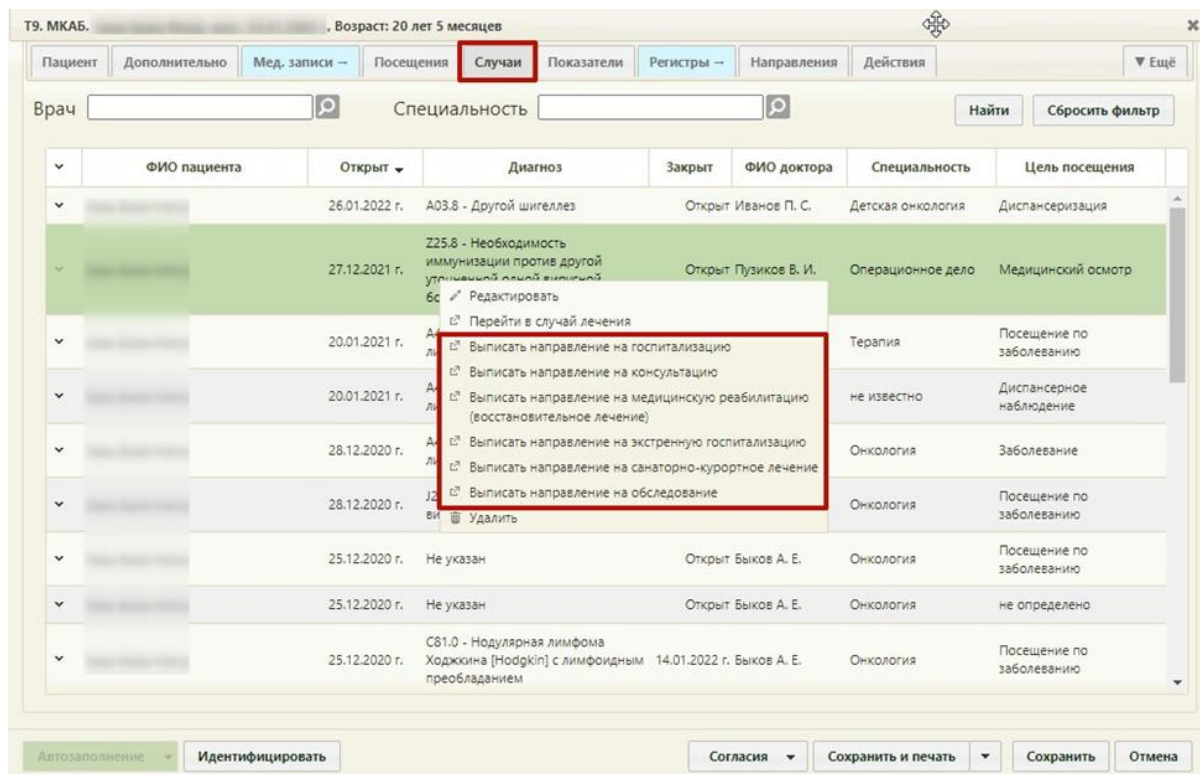 Т9. МКАБ. , Возраст: 20 лет 5 месяцев
Пациент Дополнительно Мед. записи → Посещения Случаи Показатели Регистры → Направления Действия ▼ Ещё
Врач Специальность Найти Сбросить фильтр
ФИО пациента Открыт Диагноз Закрыт ФИО доктора Специальность Цель посещения
26.01.2022 г. A03.8 - Другой шигеллез Открыт Иванов П. С. Детская онкология Диспансеризация
Z25.8 - Необходимость
иммунизации против другой
27.12.2021 г. уточненной одной вирусной Открыт Пузиков В. И. Операционное дело Медицинский осмотр
Редактировать
Перейти в случай лечения
20.01.2021 г. Выписать направление на госпитализацию Терапия Посещение по
заболеванию
Выписать направление на консультацию
20.01.2021 г. Выписать направление на медицинскую реабилитацию не известно Диспансерное
(восстановительное лечение) наблюдение
28.12.2020 г. Выписать направление на экстренную госпитализацию Онкология Заболевание
Выписать направление на санаторно-курортное лечение
28.12.2020 г. Выписать направление на обследование Онкология Посещение по
заболеванию
Удалить
25.12.2020 г. Не указан Открыт Быков А. Е. Онкология Посещение по
заболеванию
25.12.2020 г. Не указан Открыт Быков А. Е. Онкология не определено
C81.0 - Нодулярная лимфома
25.12.2020 г. Ходжкина [Hodgkin] с лимфоидным 14.01.2022 г. Быков А. Е. Онкология Посещение по
преобладанием заболеванию
Автозаполнение Идентифицировать Согласия Сохранить и печать Сохранить Отмена